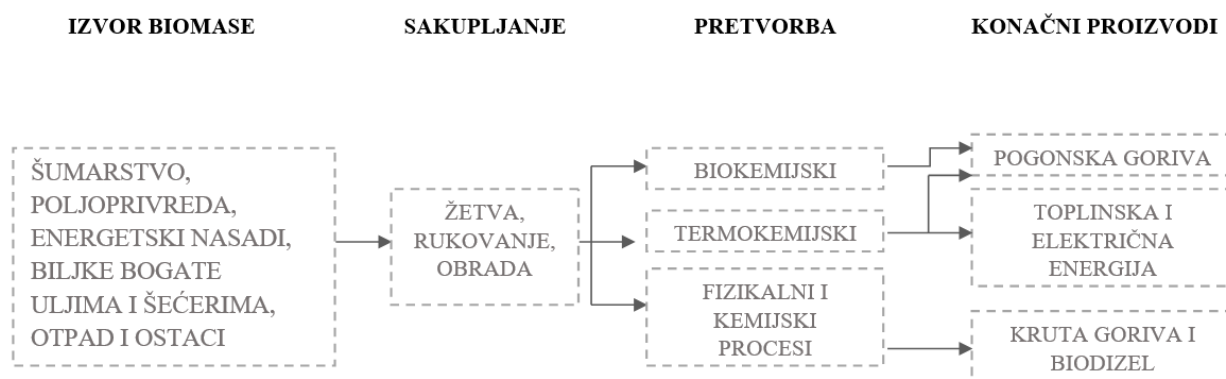 IZVOR BIOMASE
SAKUPLJANJE
PRETVORBA
KONAČNI PROIZVODI
ŠUMARSTVO,
POLJOPRIVREDA,
ENERGETSKI NASADI,
BILJKE BOGATE
ULJIMA I ŠEĆERIMA,
OTPAD I OSTACI
ŽETVA,
RUKOVANJE,
OBRADA
BIOKEMIJSKI
TERMOKEMIJSKI
FIZIKALNI I
KEMIJSKI
PROCESI
POGONSKA GORIVA
TOPLINSKA I
ELEKTRIČNA
ENERGIJA
KRUTA GORIVA I
BIODIZEL